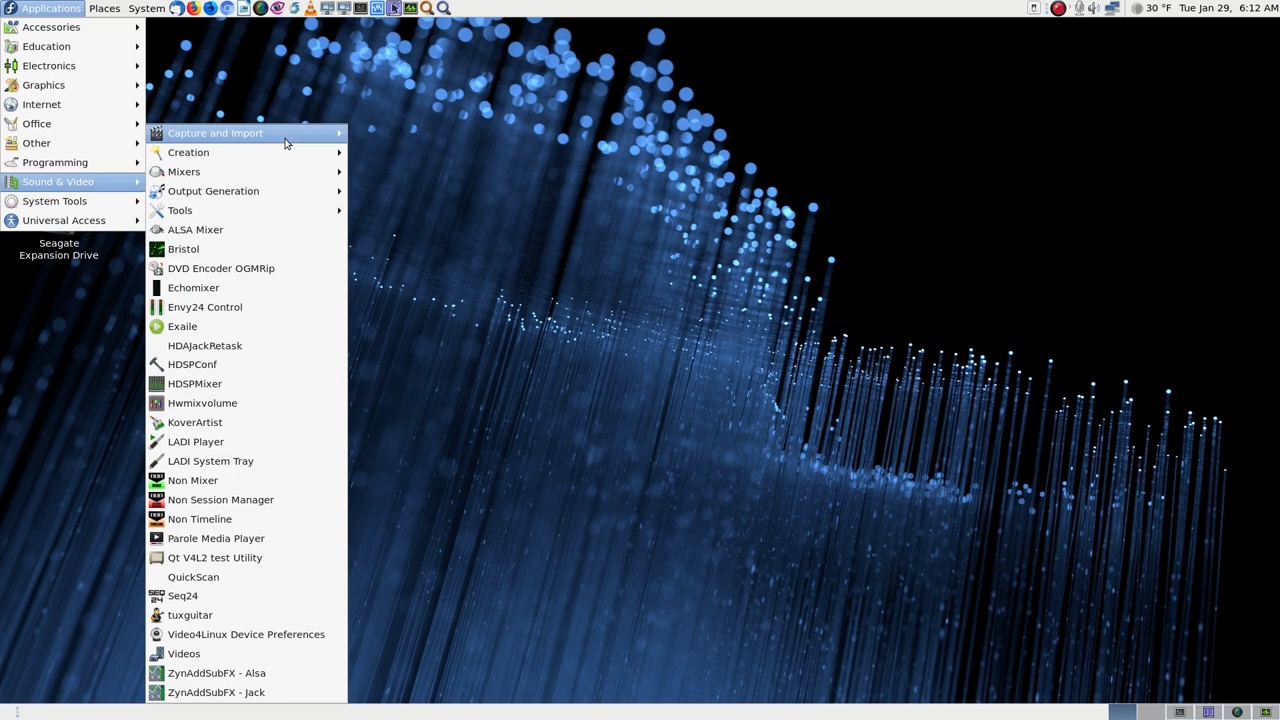 Applications Places System 30 °F Tue Jan 29, 6:12 AM
Accessories
Education
Electronics
Graphics
Internet
Office
Other
Programming
Sound & Video
System Tools
Universal Access
Seagate
Expansion Drive
Capture and Import
Creation
Mixers
Output Generation
Tools
ALSA Mixer
Bristol
DVD Encoder OGMRip
Echomixer
Envy24 Control
Exaile
HDAJackRetask
HDSPConf
HDSPMixer
Hwmixvolume
KoverArtist
LADI Player
LADI System Tray
Non Mixer
Non Session Manager
Non Timeline
Parole Media Player
Qt V4L2 test Utility
QuickScan
SEQ
24
Seq24
tuxguitar
Video4Linux Device Preferences
Videos
ZynAddSubFX - Alsa
ZynAddSubFX - Jack